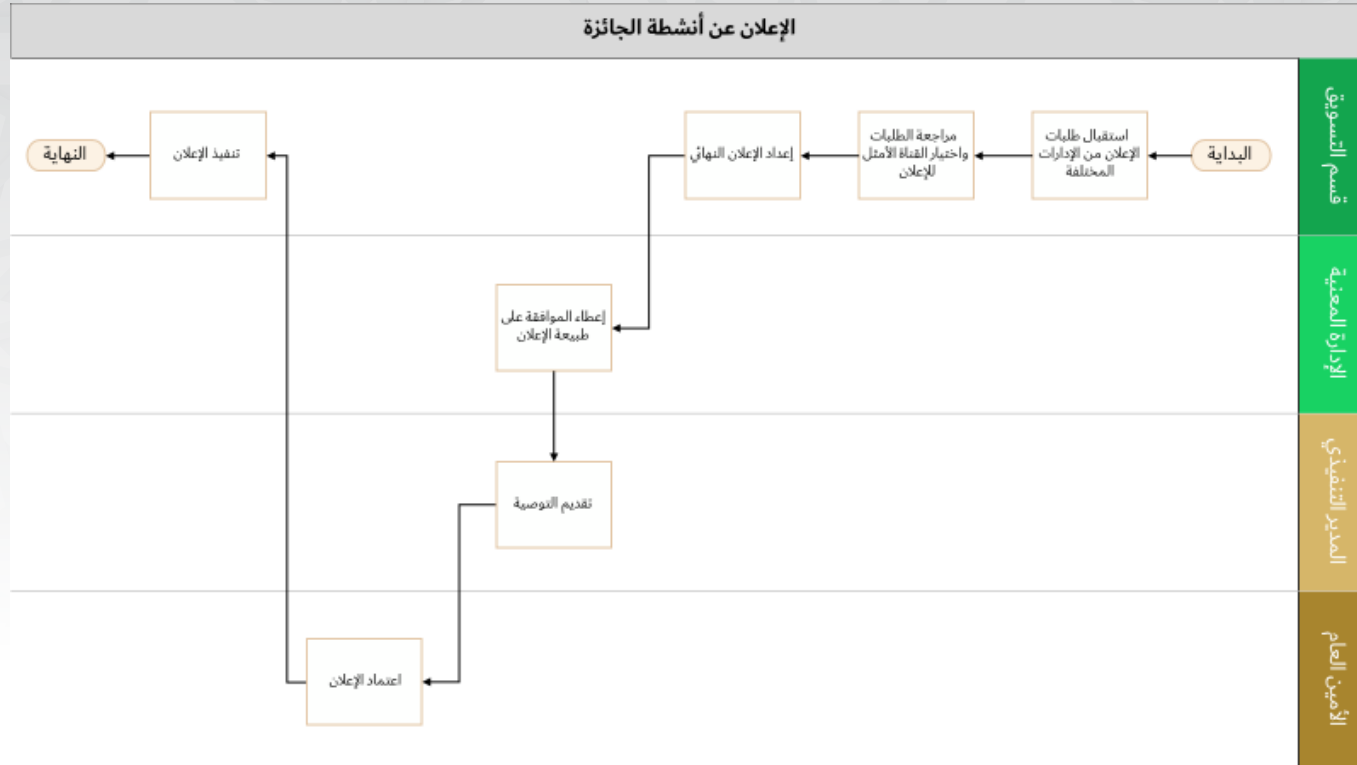 الإعلان عن أنشطة الجائزة
قسم التسويق
البداية
استقبال طلبات
الإعلان من الإدارات
المختلفة
مراجعة الطلبات
واختيار القناة الأمثل
للإعلان
إعداد الإعلان النهائي
تنفيذ الإعلان
النهاية
الإدارة المعنية
إعطاء الموافقة على
طبيعة الإعلان
المدير التنفيذي
تقديم التوصية
الأمين العام
اعتماد الإعلان